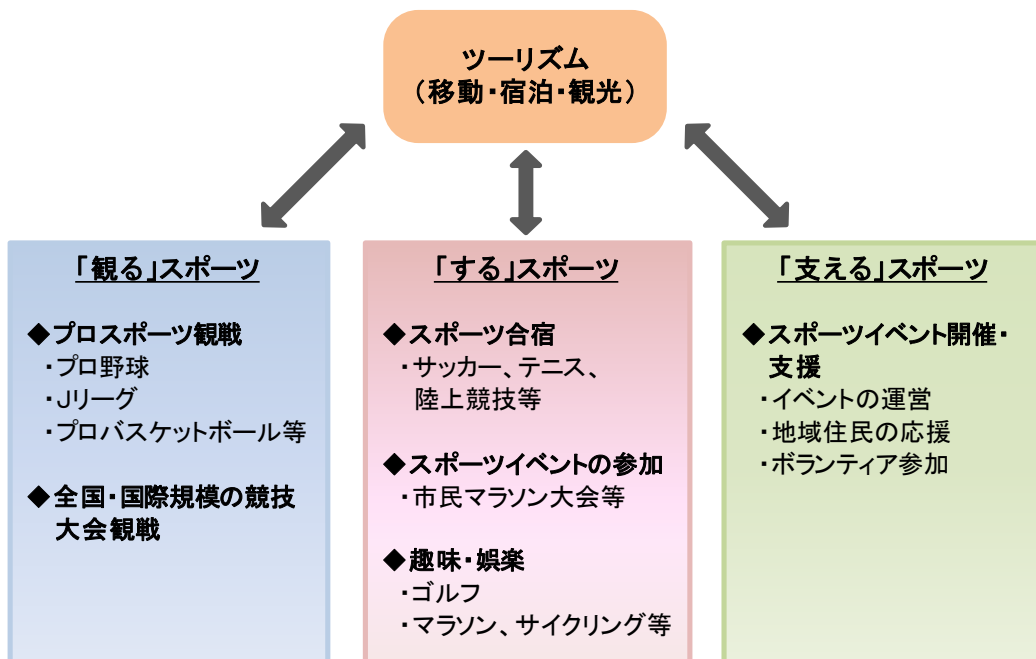 ツーリズム
（移動・宿泊・観光）
「観る」スポーツ
◆プロスポーツ観戦
・プロ野球
・Jリーグ
・プロバスケットボール等
◆全国・国際規模の競技
大会観戦
「する」スポーツ
◆スポーツ合宿
・サッカー、テニス、
陸上競技等
◆スポーツイベントの参加
・市民マラソン大会等
◆趣味・娯楽
・ゴルフ
・マラソン、サイクリング等
「支える」スポーツ
◆スポーツイベント開催・
支援
・イベントの運営
・地域住民の応援
・ボランティア参加